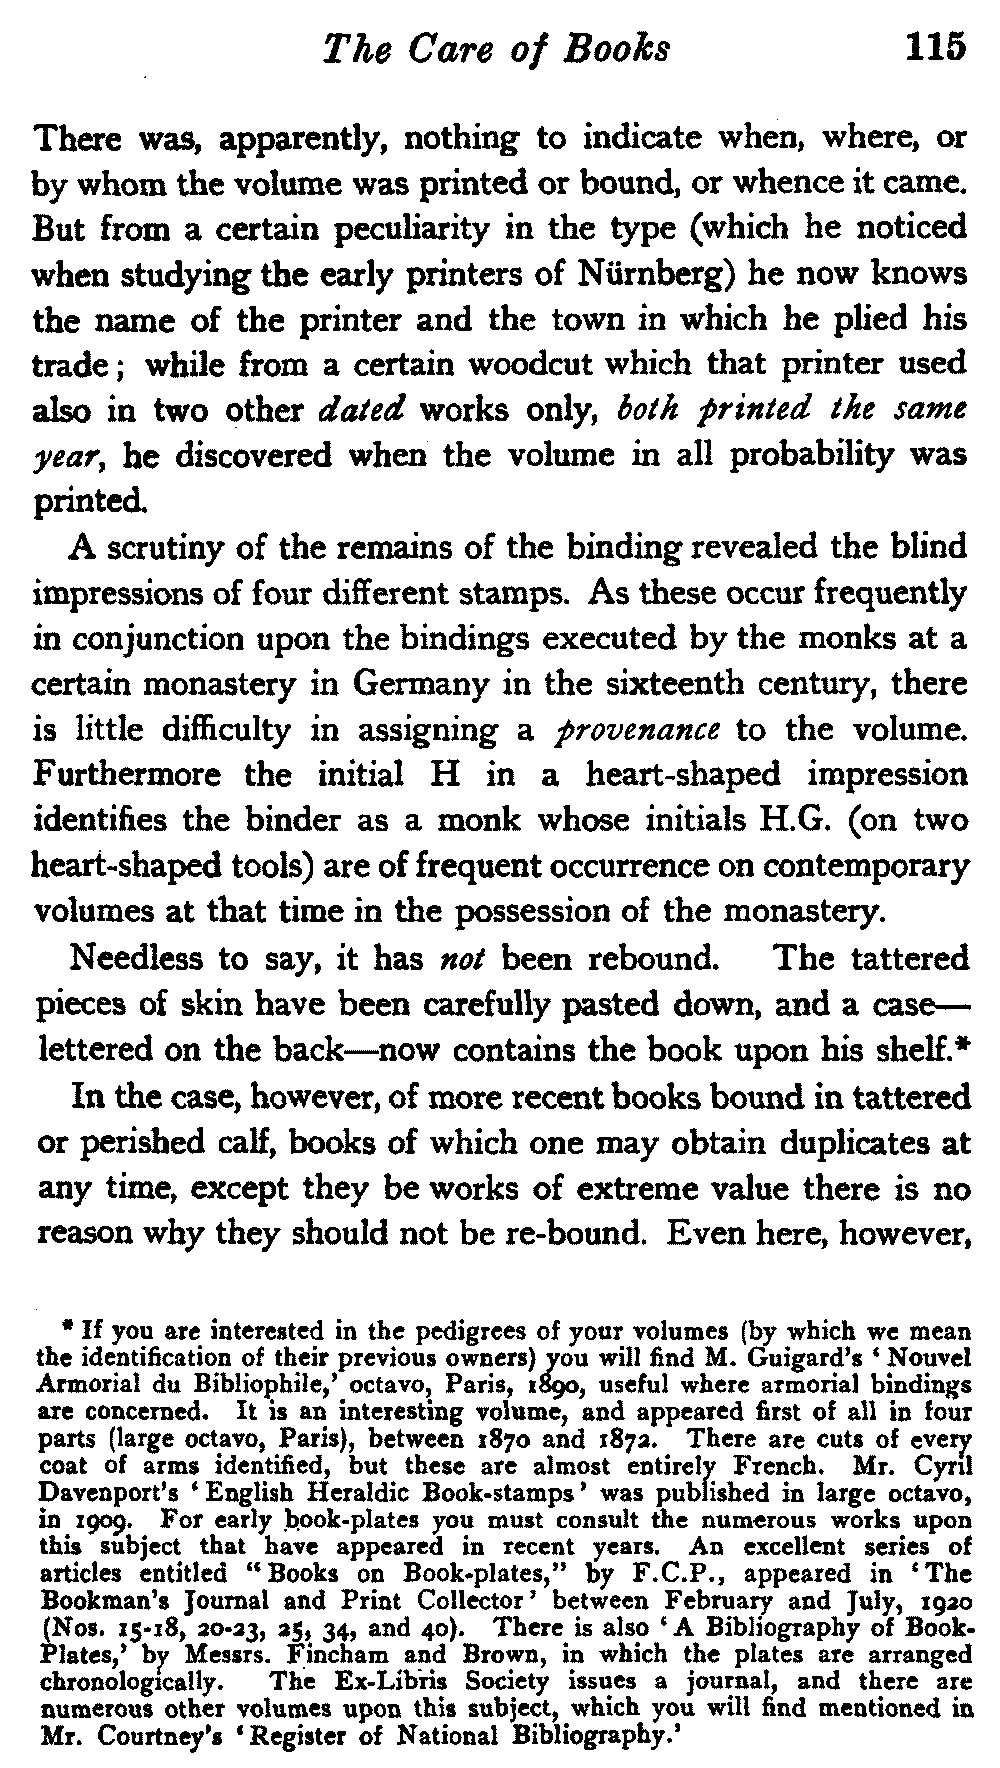 The Care of Books 115
There was, apparently, nothing to indicate when, where, or
by whom the volume was printed or bound, or whence it came.
But from a certain peculiarity in the type (which he noticed
when studying the early printers of Nürnberg) he now knows
the name of the printer and the town in which he plied his
trade; while from a certain woodcut which that printer used
also in two other dated works only, both printed the same
year, he discovered when the volume in all probability was
printed.
A scrutiny of the remains of the binding revealed the blind
impressions of four different stamps. As these occur frequently
in conjunction upon the bindings executed by the monks at a
certain monastery in Germany in the sixteenth century, there
is little difficulty in assigning a provenance to the volume.
Furthermore the initial H in a heart-shaped impression
identifies the binder as a monk whose initials H.G. (on two
heart-shaped tools) are of frequent occurrence on contemporary
volumes at that time in the possession of the monastery.
Needless to say, it has not been rebound. The tattered
pieces of skin have been carefully pasted down, and a case—
lettered on the back—now contains the book upon his shelf.*
In the case, however, of more recent books bound in tattered
or perished calf, books of which one may obtain duplicates at
any time, except they be works of extreme value there is no
reason why they should not be re-bound. Even here, however,
* If you are interested in the pedigrees of your volumes (by which we mean
the identification of their previous owners) you will find M. Guigard's ‘Nouvel
Armorial du Bibliophile,’ octavo, Paris, 1890, useful where armorial bindings
are concerned. It is an interesting volume, and appeared first of all in four
parts (large octavo, Paris), between 1870 and 1872. There are cuts of every
coat of arms identified, but these are almost entirely French. Mr. Cyril
Davenport's ‘English Heraldic Book-stamps’ was published in large octavo,
in 1909. For early book-plates you must consult the numerous works upon
this subject that have appeared in recent years. An excellent series of
articles entitled “Books on Book-plates,” by F.C.P., appeared in ‘The
Bookman's Journal and Print Collector’ between February and July, 1920
(Nos. 15-18, 20-23, 25, 34, and 40). There is also ‘A Bibliography of Book-
Plates,’ by Messrs. Fincham and Brown, in which the plates are arranged
chronologically. The Ex-Libris Society issues a journal, and there are
numerous other volumes upon this subject, which you will find mentioned in
Mr. Courtney's ‘Register of National Bibliography.’